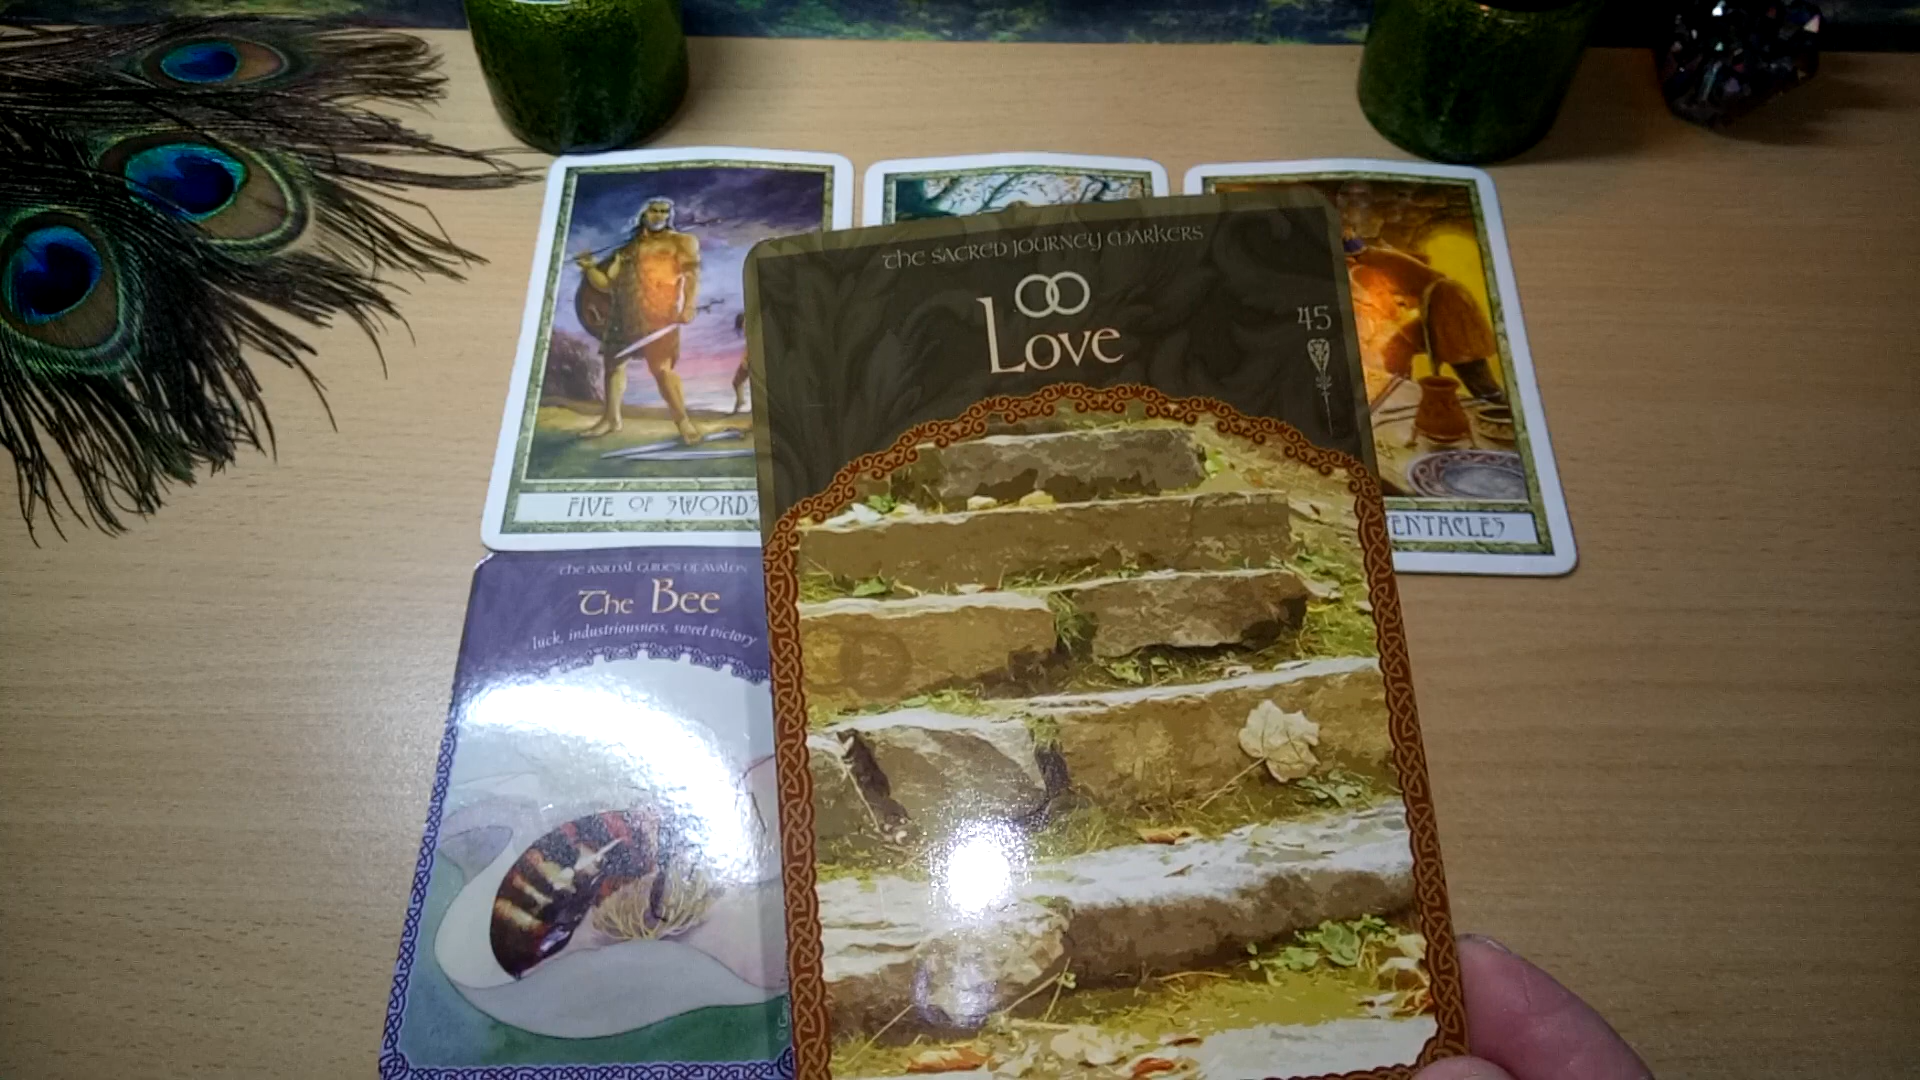 THE SACRED JOURNEY MARKERS
Love
45
FIVE OF SWORDS
THE ANIMAL GUIDES OF AVALON
The Bee
luck, industriousness, sweet victory
ENTACLES